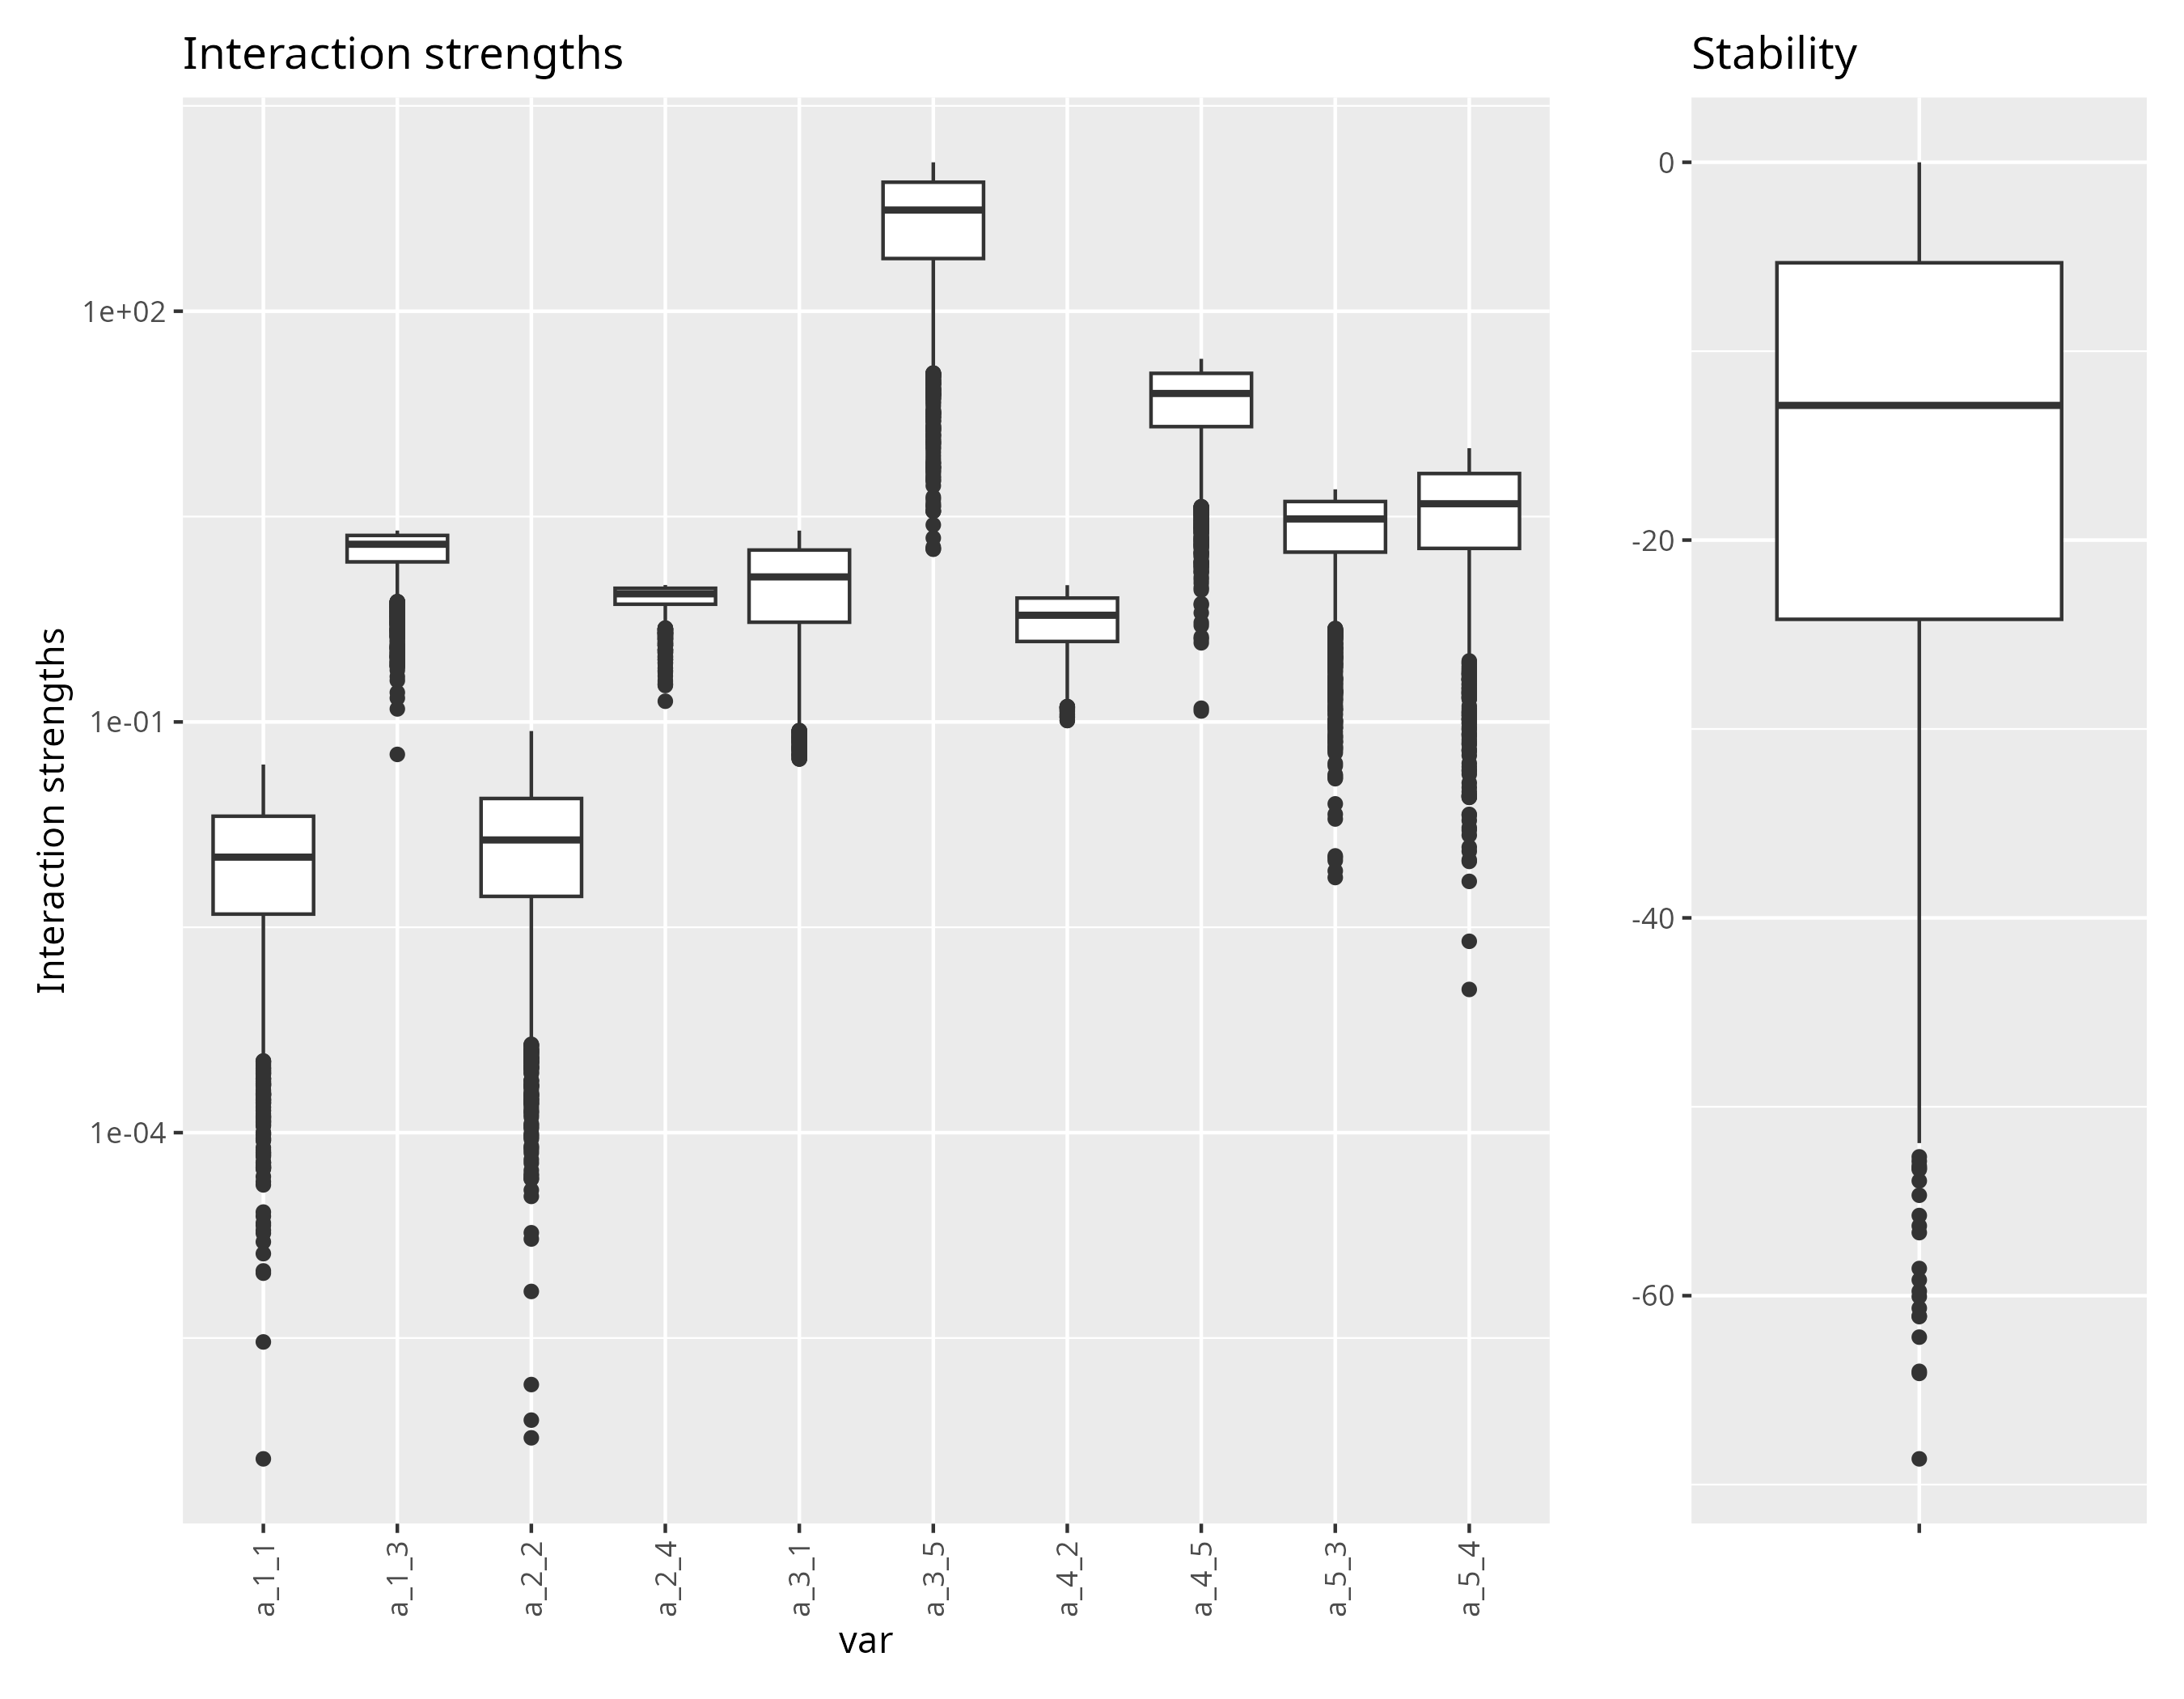 Interaction strengths
Stability
Interaction strengths
1e+02
1e-01
1e-04
a_1_1
a_1_3
a_2_2
a_2_4
a_3_1
a_3_5
a_4_2
a_4_5
a_5_3
a_5_4
var
0
-20
-40
-60